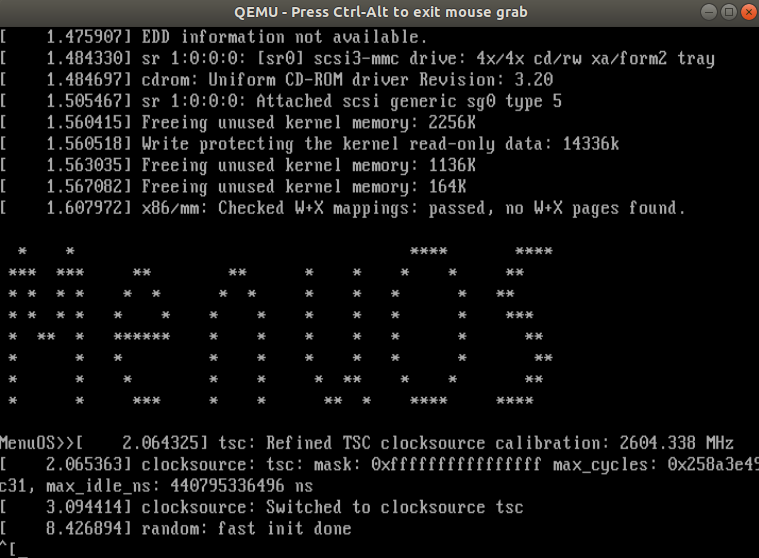 QEMU - Press Ctrl-Alt to exit mouse grab
[    1.475907] EDD information not available.
[    1.484330] sr 1:0:0:0: [sr0] scsi3-mmc drive: 4x/4x cd/rw xa/form2 tray
[    1.484697] cdrom: Uniform CD-ROM driver Revision: 3.20
[    1.505467] sr 1:0:0:0: Attached scsi generic sg0 type 5
[    1.560415] Freeing unused kernel memory: 2256K
[    1.560518] Write protecting the kernel read-only data: 14336k
[    1.563035] Freeing unused kernel memory: 1136K
[    1.567082] Freeing unused kernel memory: 164K
[    1.607972] x86/mm: Checked W+X mappings: passed, no W+X pages found.
MenuOS
MenuOS>>[    2.064325] tsc: Refined TSC clocksource calibration: 2604.338 MHz
[    2.065363] clocksource: tsc: mask: 0xffffffffffffffff max_cycles: 0x258a3e49
c31, max_idle_ns: 440795336496 ns
[    3.094414] clocksource: Switched to clocksource tsc
[    8.426894] random: fast init done
^[_